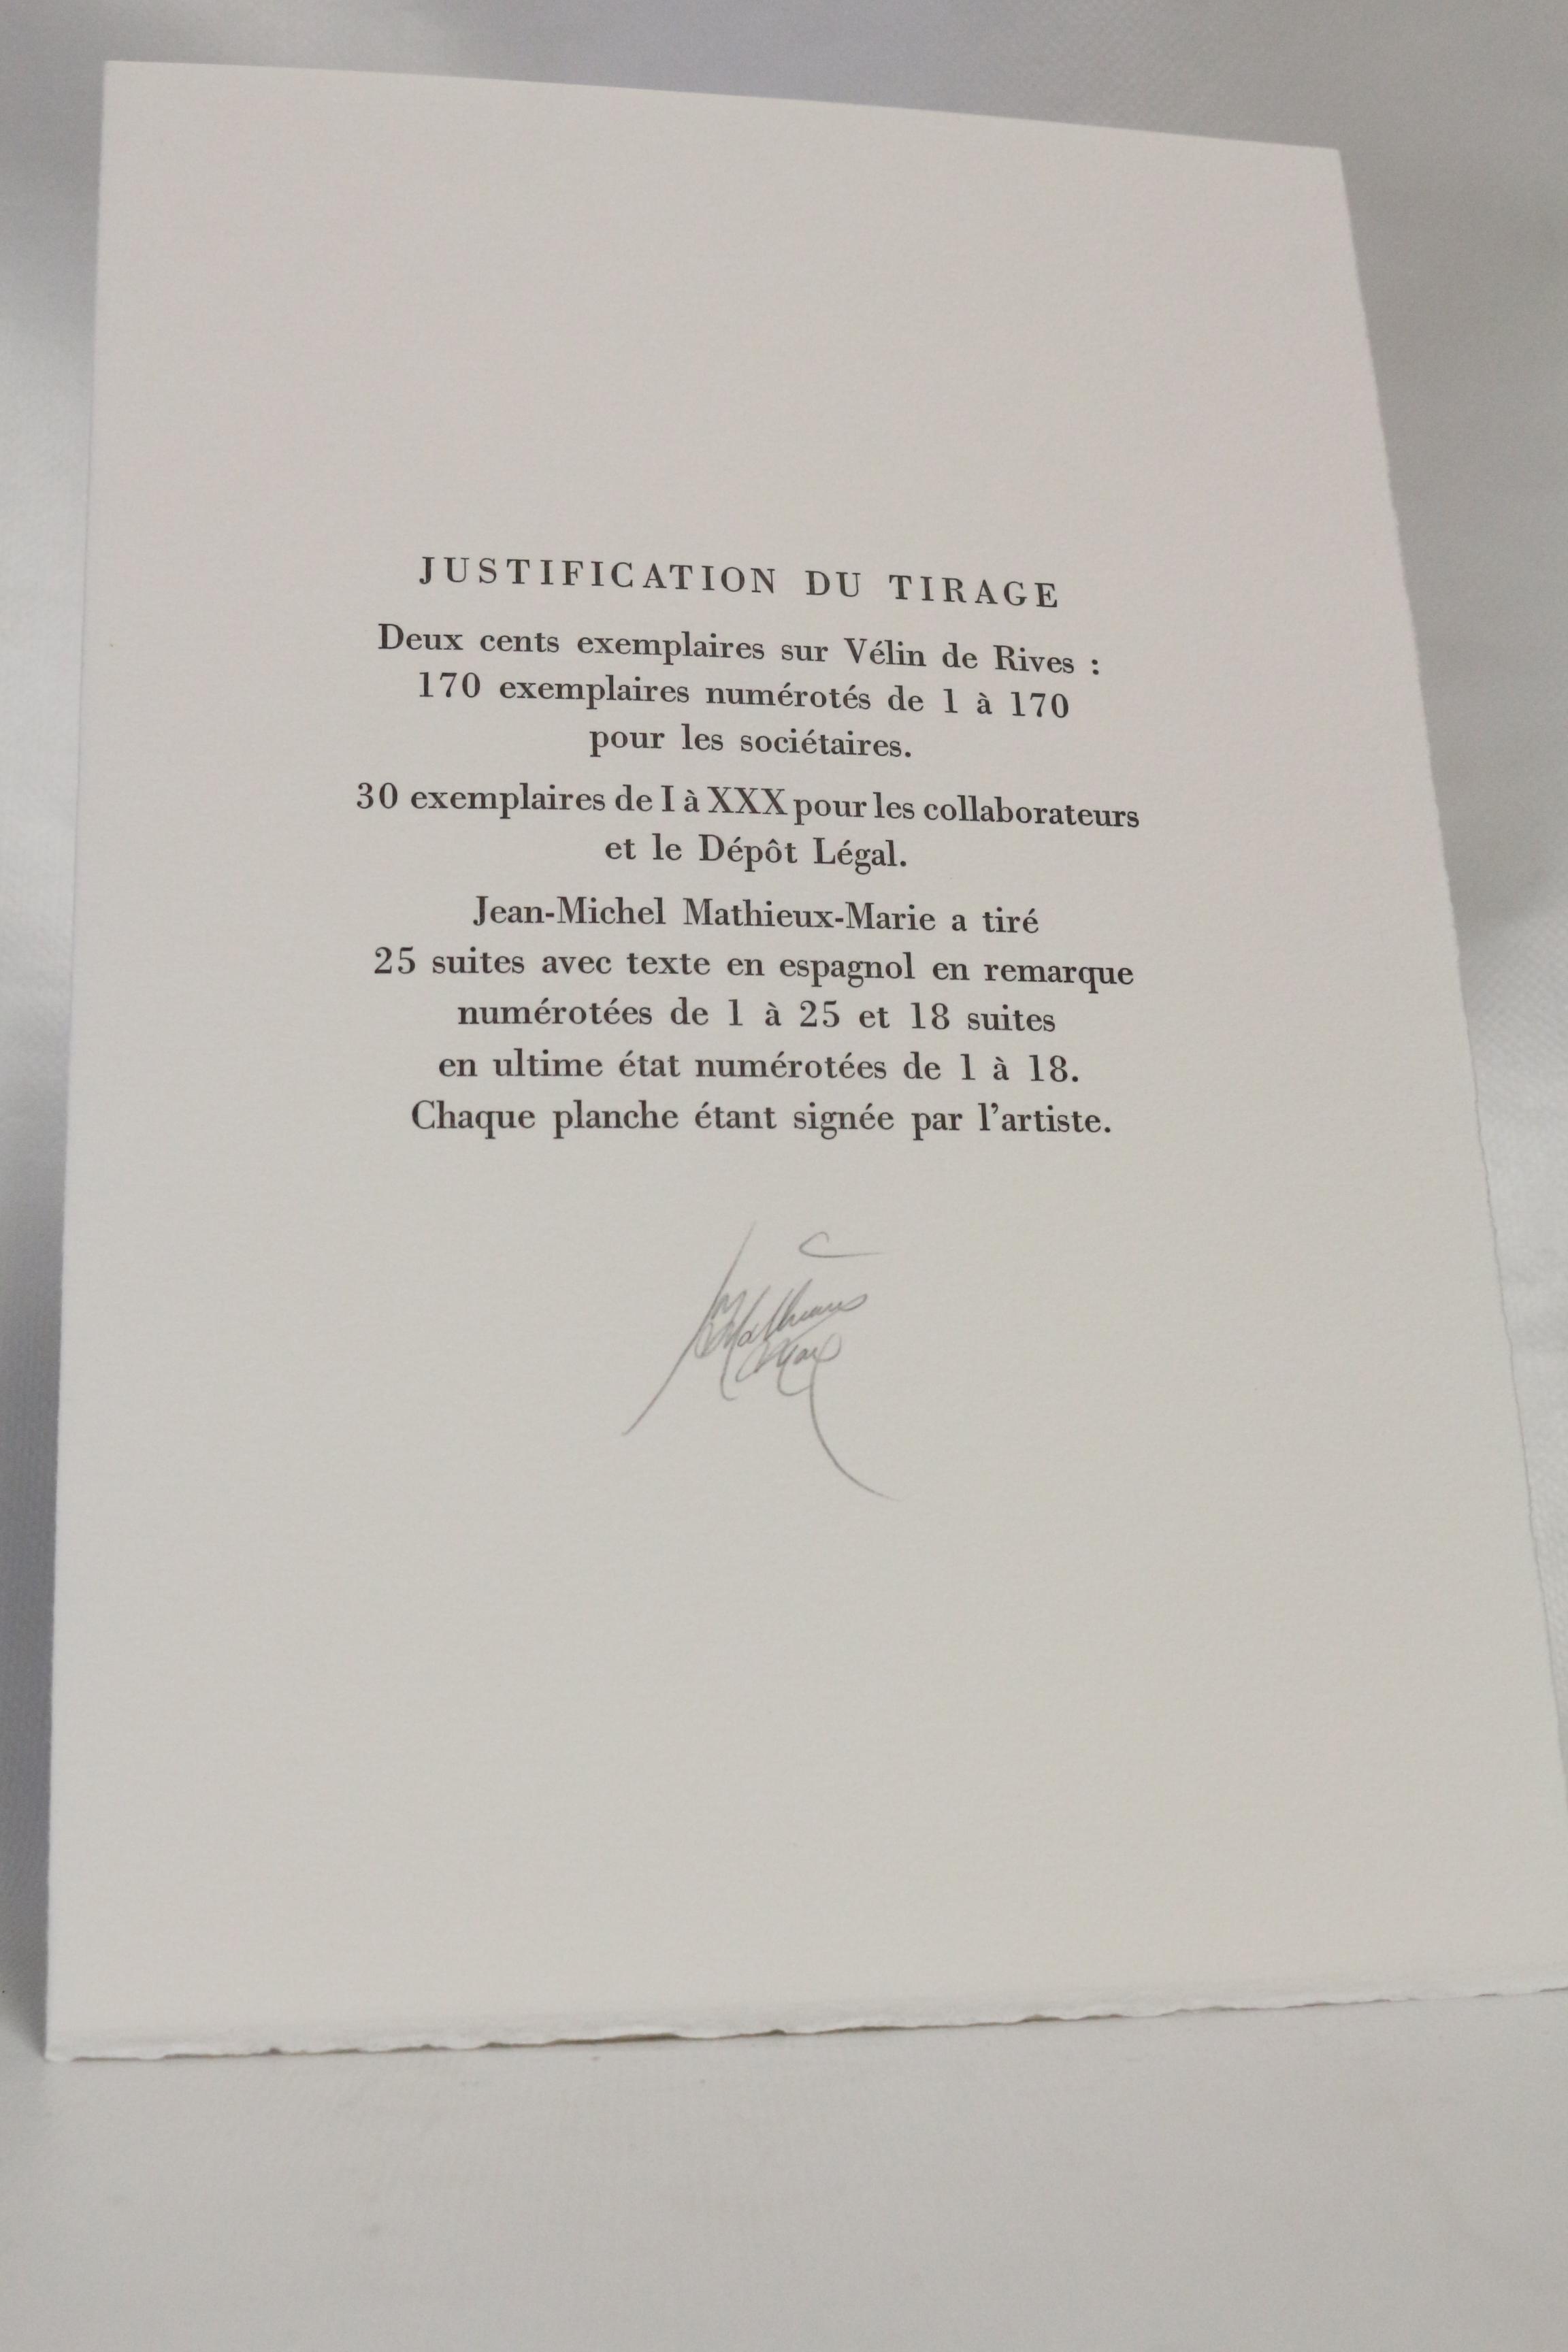 JUSTIFICATION DU TIRAGE
Deux cents exemplaires sur Vélin de Rives :
170 exemplaires numérotés de 1 à 170
pour les sociétaires.
30 exemplaires de I à XXX pour les collaborateurs
et le Dépôt Légal.
Jean-Michel Mathieux-Marie a tiré
25 suites avec texte en espagnol en remarque
numérotées de 1 à 25 et 18 suites
en ultime état numérotées de 1 à 18.
Chaque planche étant signée par l'artiste.